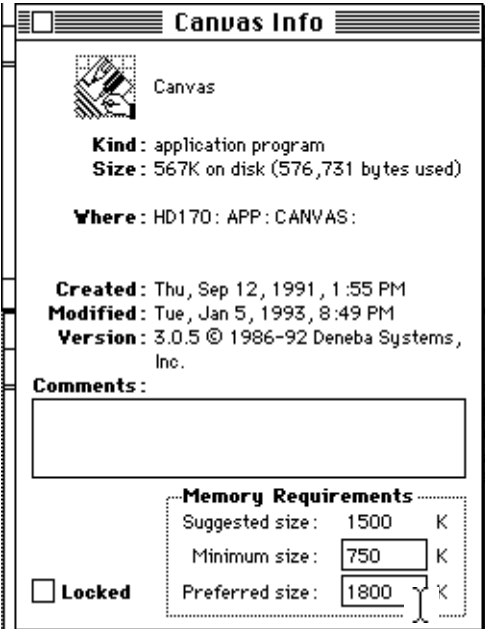 Canvas Info
Canvas
Kind: application program
Size: 567K on disk (576,731 bytes used)
Where: HD170: APP: CANVAS:
Created: Thu, Sep 12, 1991, 1:55 PM
Modified: Tue, Jan 5, 1993, 8:49 PM
Version: 3.0.5 © 1986-92 Deneba Systems,
Inc.
Comments:
Memory Requirements
Suggested size: 1500 K
Minimum size: 750 K
Locked Preferred size: 1800 K